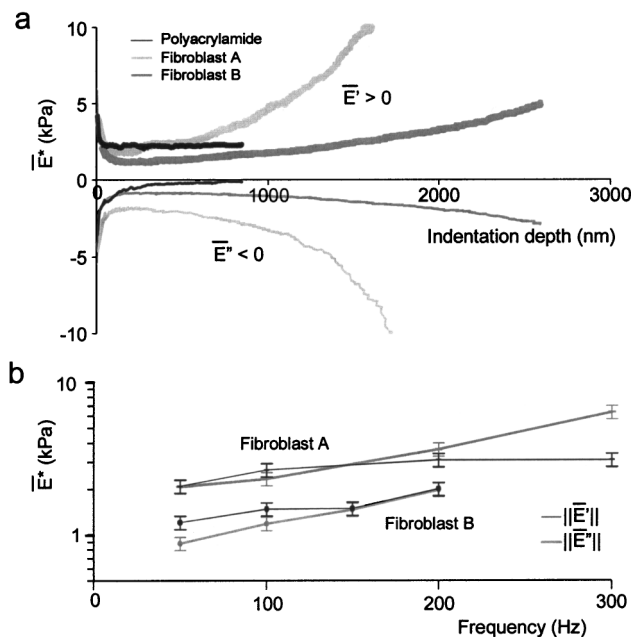 a
10
Polyacrylamide
Fibroblast A
Fibroblast B
E̅' > 0
5
E̅* (kPa)
0
0
1000
2000
3000
Indentation depth (nm)
E̅" < 0
-5
-10
b
10
E̅* (kPa)
Fibroblast A
Fibroblast B
||E̅'||
||E̅"||
1
0
100
200
300
Frequency (Hz)